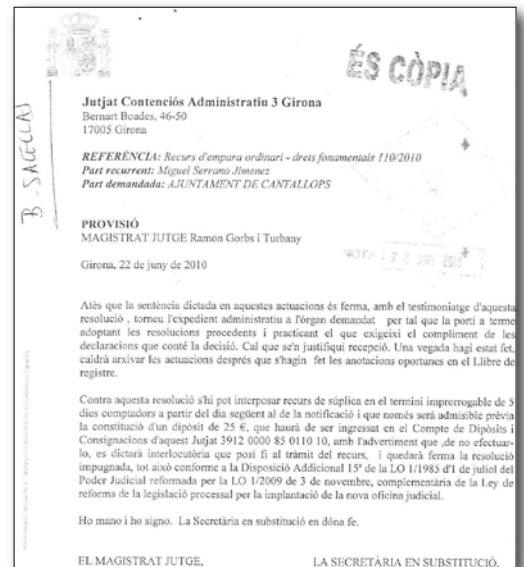 ÉS CÒPIA
B. SAGELLAS
Jutjat Contenciós Administratiu 3 Girona
Bernart Boades, 46-50
17005 Girona
REFERÈNCIA: Recurs d'empara ordinari - drets fonamentals 110/2010
Part recurrent: Miguel Serrano Jimenez
Part demandada: AJUNTAMENT DE CANTALLOPS
PROVISIÓ
MAGISTRAT JUTGE Ramon Gorbs i Turbany
Girona, 22 de juny de 2010
Atès que la sentència dictada en aquestes actuacions és ferma, amb el testimoniatge d'aquesta
resolució , torneu l'expedient administratiu a l'òrgan demandat per tal que la porti a terme
adoptant les resolucions procedents i practicant el que exigeixi el compliment de les
declaracions que conté la decisió. Cal que se'n justifiqui recepció. Una vegada hagi estat fet,
caldrà arxivar les actuacions després que s'hagin fet les anotacions oportunes en el Llibre de
registre.
Contra aquesta resolució s'hi pot interposar recurs de súplica en el termini improrrogable de 5
dies comptadors a partir del dia següent al de la notificació i que només serà admisible prèvia
la constitució d'un dipòsit de 25 €, que haurà de ser ingressat en el Compte de Dipòsits i
Consignacions d'aquest Jutjat 3912 0000 85 0110 10, amb l'advertiment que ,de no efectuar-
lo, es dictarà interlocutòria que posi fi al tràmit del recurs, i quedarà ferma la resolució
impugnada, tot això conforme a la Disposició Addicional 15ª de la LO 1/1985 d'1 de juliol del
Poder Judicial reformada per la LO 1/2009 de 3 de novembre, complementària de la Ley de
reforma de la legislació processal per la implantació de la nova oficina judicial.
Ho mano i ho signo. La Secretària en substitució en dóna fe.
EL MAGISTRAT JUTGE, LA SECRETÀRIA EN SUBSTITUCIÓ,